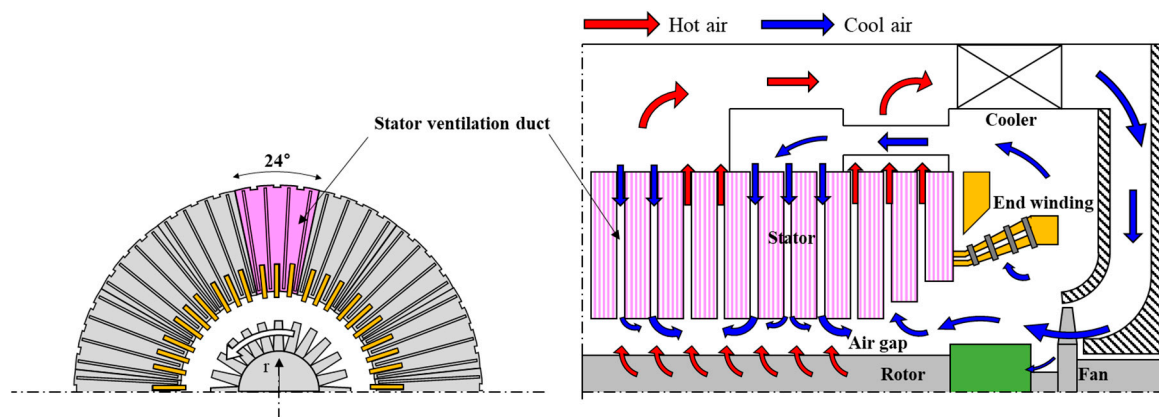 Hot air
Cool air
Stator ventilation duct
24°
Cooler
End winding
Stator
Air gap
r
Rotor
Fan